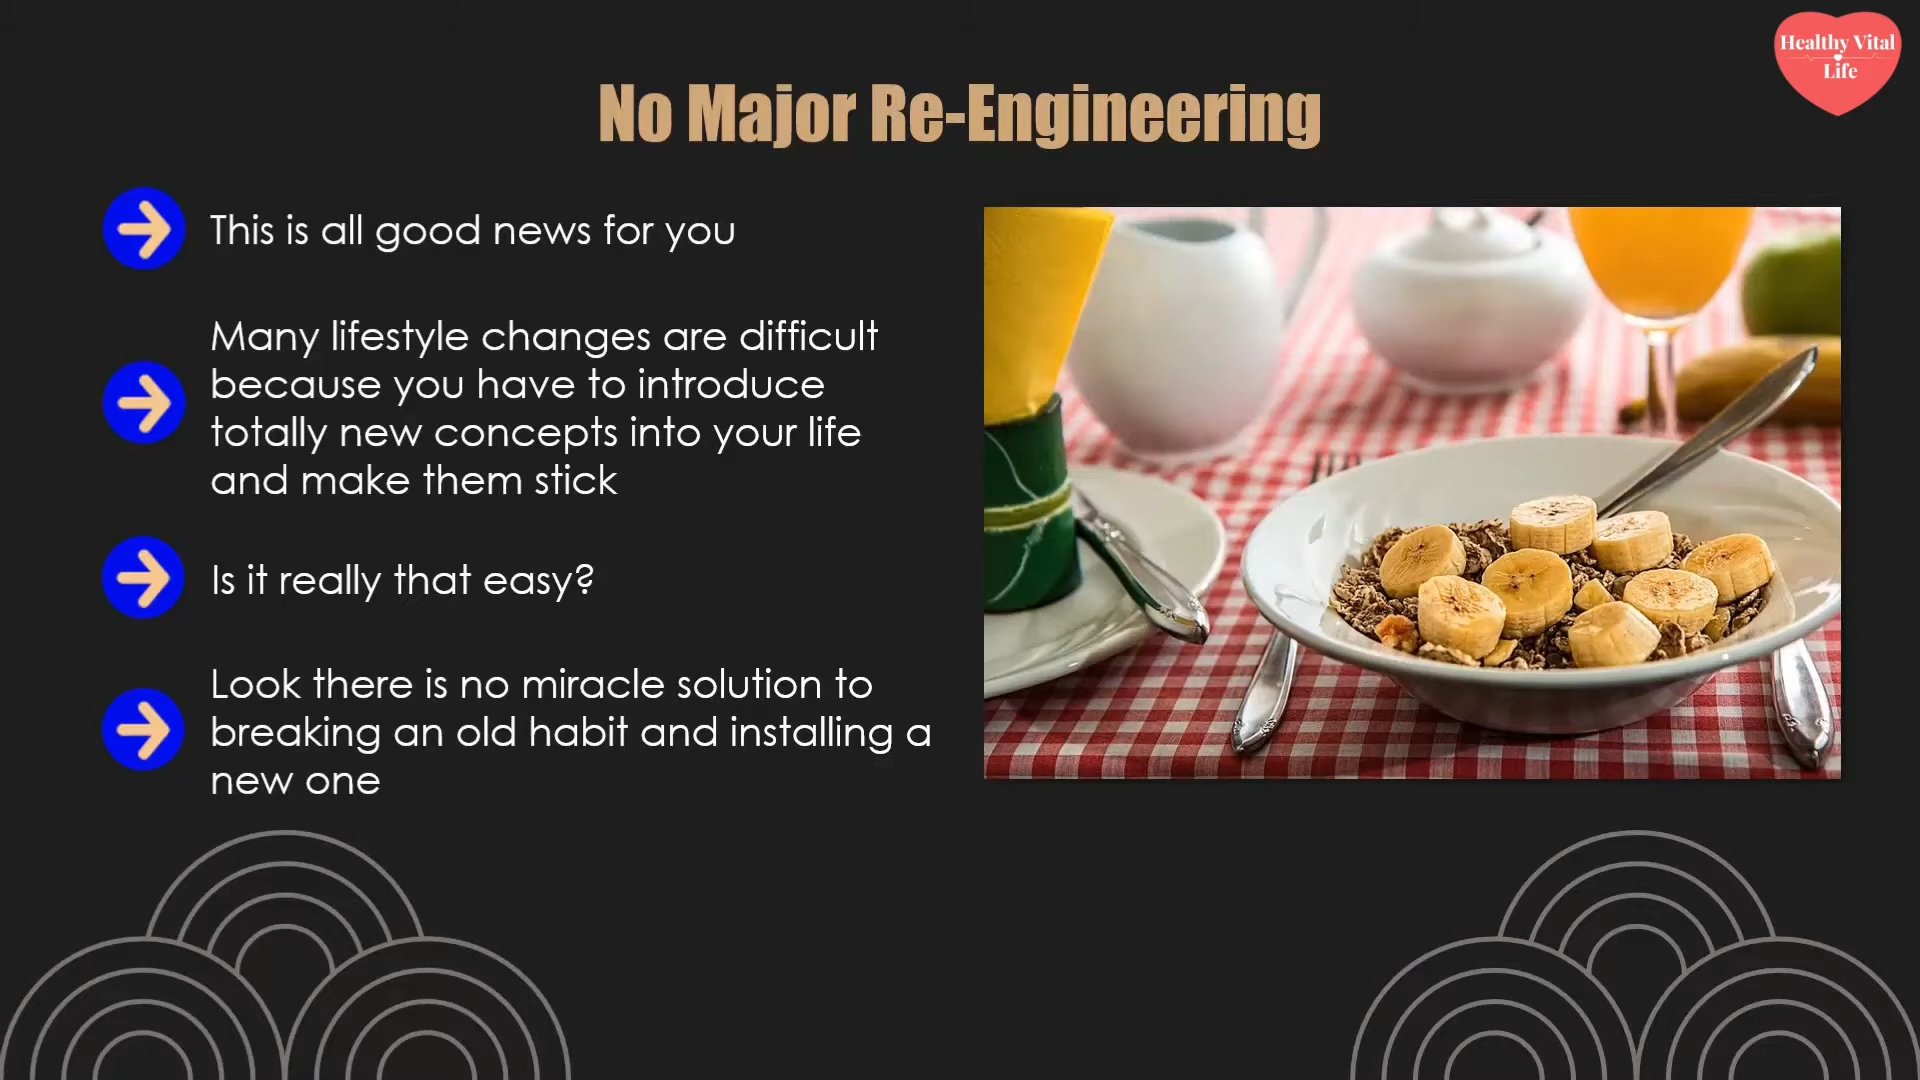 Healthy Vital
Life
No Major Re-Engineering
This is all good news for you
Many lifestyle changes are difficult
because you have to introduce
totally new concepts into your life
and make them stick
Is it really that easy?
Look there is no miracle solution to
breaking an old habit and installing a
new one